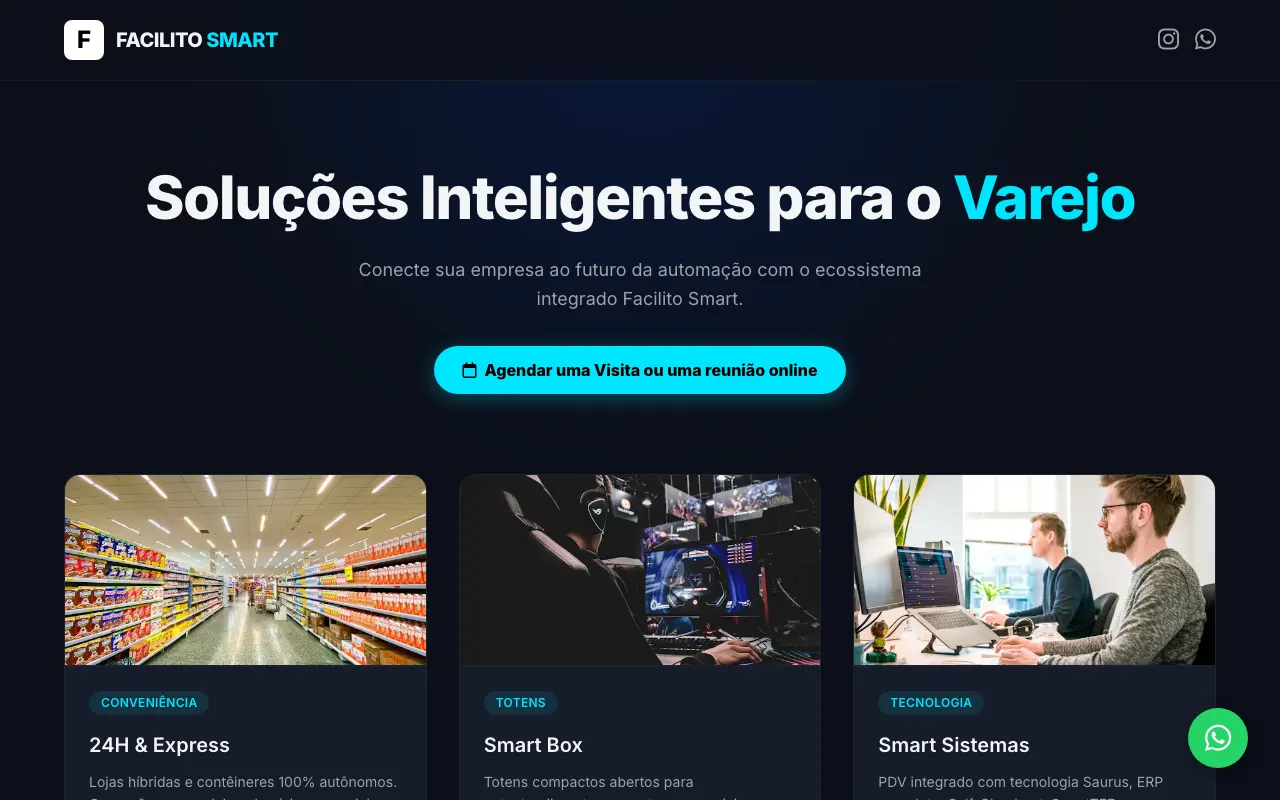 F FACILITO SMART
Soluções Inteligentes para o Varejo
Conecte sua empresa ao futuro da automação com o ecossistema
integrado Facilito Smart.
Agendar uma Visita ou uma reunião online
CONVENIÊNCIA
24H & Express
Lojas híbridas e contêineres 100% autônomos.
TOTENS
Smart Box
Totens compactos abertos para
TECNOLOGIA
Smart Sistemas
PDV integrado com tecnologia Saurus, ERP